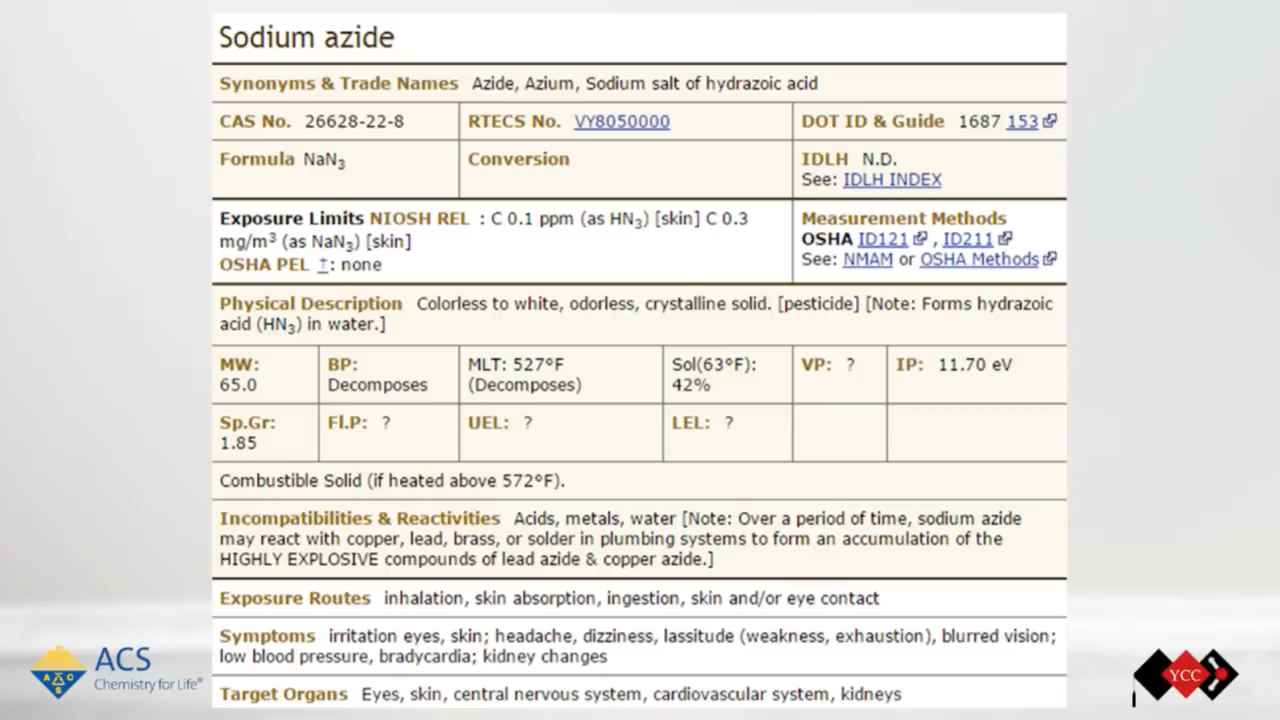 Sodium azide
Synonyms & Trade Names Azide, Azium, Sodium salt of hydrazoic acid
CAS No. 26628-22-8
RTECS No. VY8050000
DOT ID & Guide 1687 153
Formula NaN₃
Conversion
IDLH N.D.
See: IDLH INDEX
Exposure Limits NIOSH REL : C 0.1 ppm (as HN₃) [skin] C 0.3
mg/m³ (as NaN₃) [skin]
OSHA PEL †: none
Measurement Methods
OSHA ID121 , ID211
See: NMAM or OSHA Methods
Physical Description Colorless to white, odorless, crystalline solid. [pesticide] [Note: Forms hydrazoic
acid (HN₃) in water.]
MW:
65.0
BP:
Decomposes
MLT: 527°F
(Decomposes)
Sol(63°F):
42%
VP: ?
IP: 11.70 eV
Sp.Gr:
1.85
Fl.P: ?
UEL: ?
LEL: ?
Combustible Solid (if heated above 572°F).
Incompatibilities & Reactivities Acids, metals, water [Note: Over a period of time, sodium azide
may react with copper, lead, brass, or solder in plumbing systems to form an accumulation of the
HIGHLY EXPLOSIVE compounds of lead azide & copper azide.]
Exposure Routes inhalation, skin absorption, ingestion, skin and/or eye contact
Symptoms irritation eyes, skin; headache, dizziness, lassitude (weakness, exhaustion), blurred vision;
low blood pressure, bradycardia; kidney changes
Target Organs Eyes, skin, central nervous system, cardiovascular system, kidneys
A C S
ACS
Chemistry for Life®
YCC